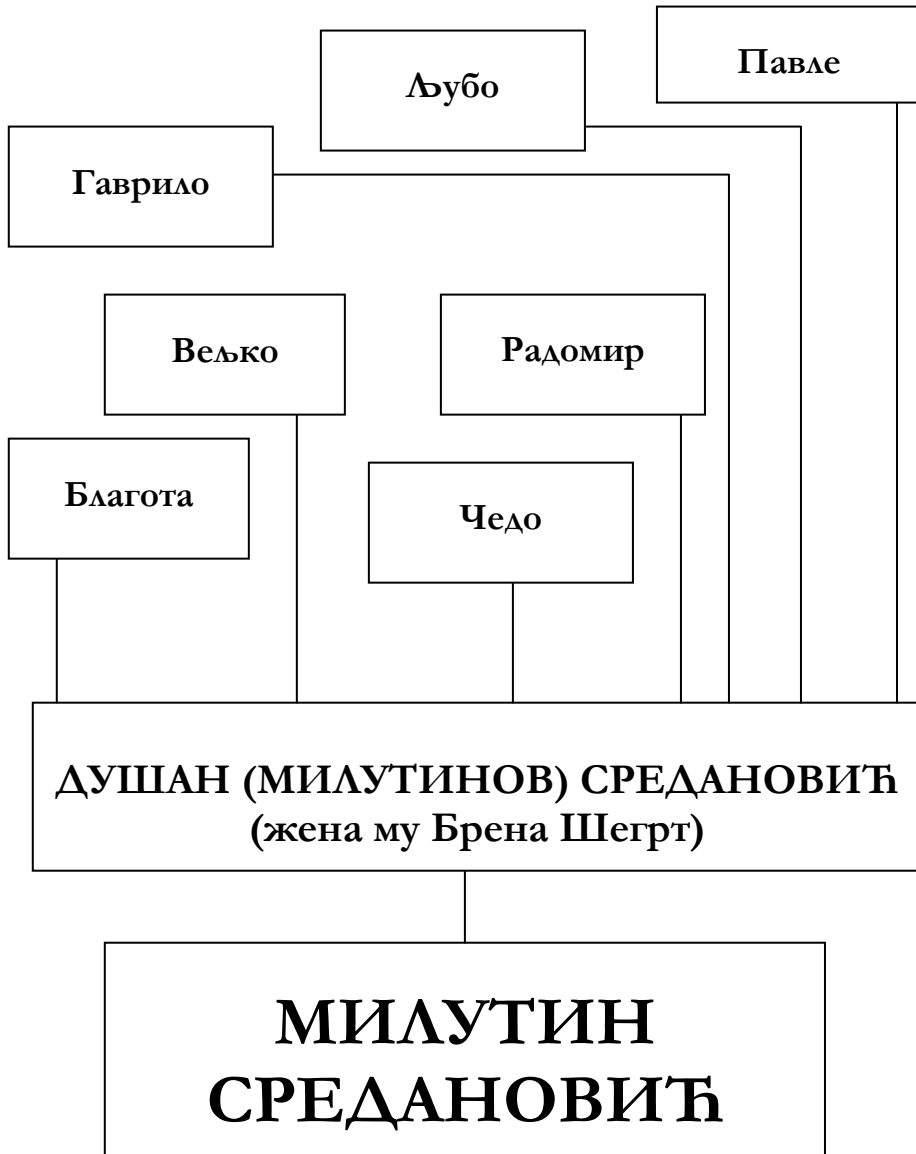 Павле
Љубо
Гаврило
Вељко
Радомир
Благота
Чедо
ДУШАН (МИЛУТИНОВ) СРЕДАНОВИЋ
(жена му Брена Шегрт)
МИЛУТИН
СРЕДАНОВИЋ